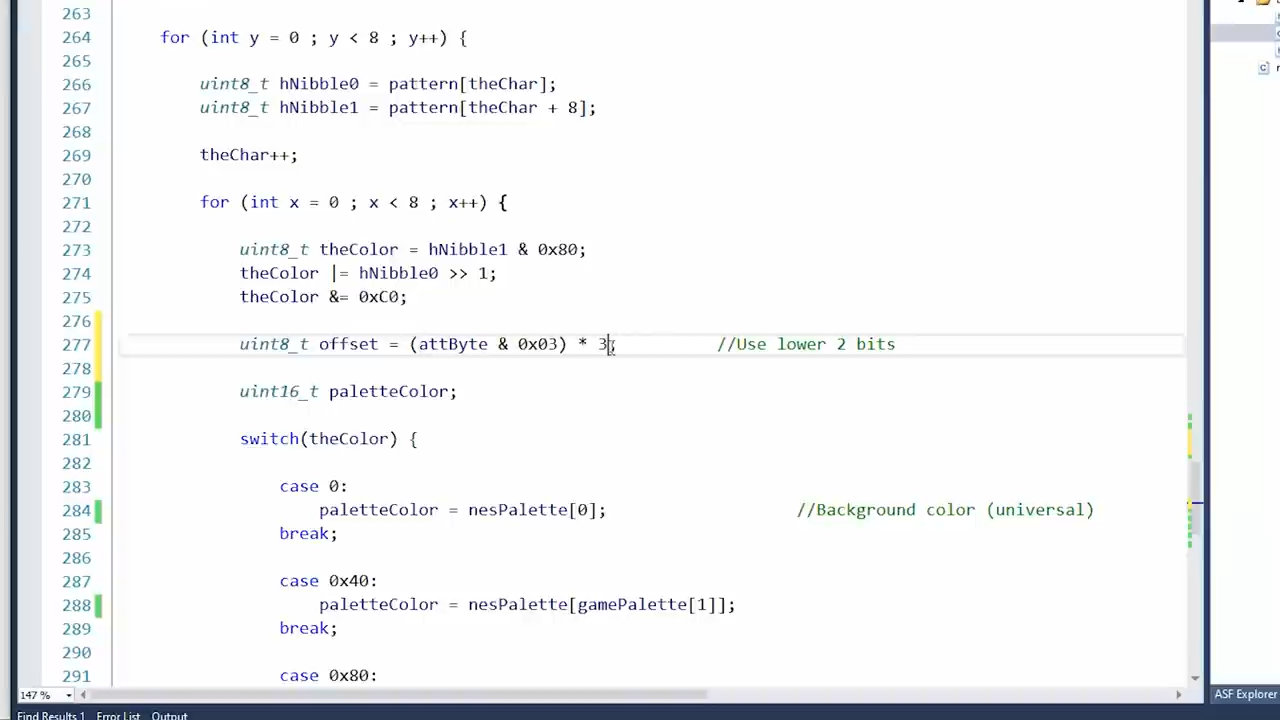 263
264 for (int y = 0 ; y < 8 ; y++) {
265
266 uint8_t hNibble0 = pattern[theChar];
267 uint8_t hNibble1 = pattern[theChar + 8];
268
269 theChar++;
270
271 for (int x = 0 ; x < 8 ; x++) {
272
273 uint8_t theColor = hNibble1 & 0x80;
274 theColor |= hNibble0 >> 1;
275 theColor &= 0xC0;
276
277 uint8_t offset = (attByte & 0x03) * 3; //Use lower 2 bits
278
279 uint16_t paletteColor;
280
281 switch(theColor) {
282
283 case 0:
284 paletteColor = nesPalette[0]; //Background color (universal)
285 break;
286
287 case 0x40:
288 paletteColor = nesPalette[gamePalette[1]];
289 break;
290
291 case 0x80:
147 %
ASF Explorer
Find Results 1 Error List Output